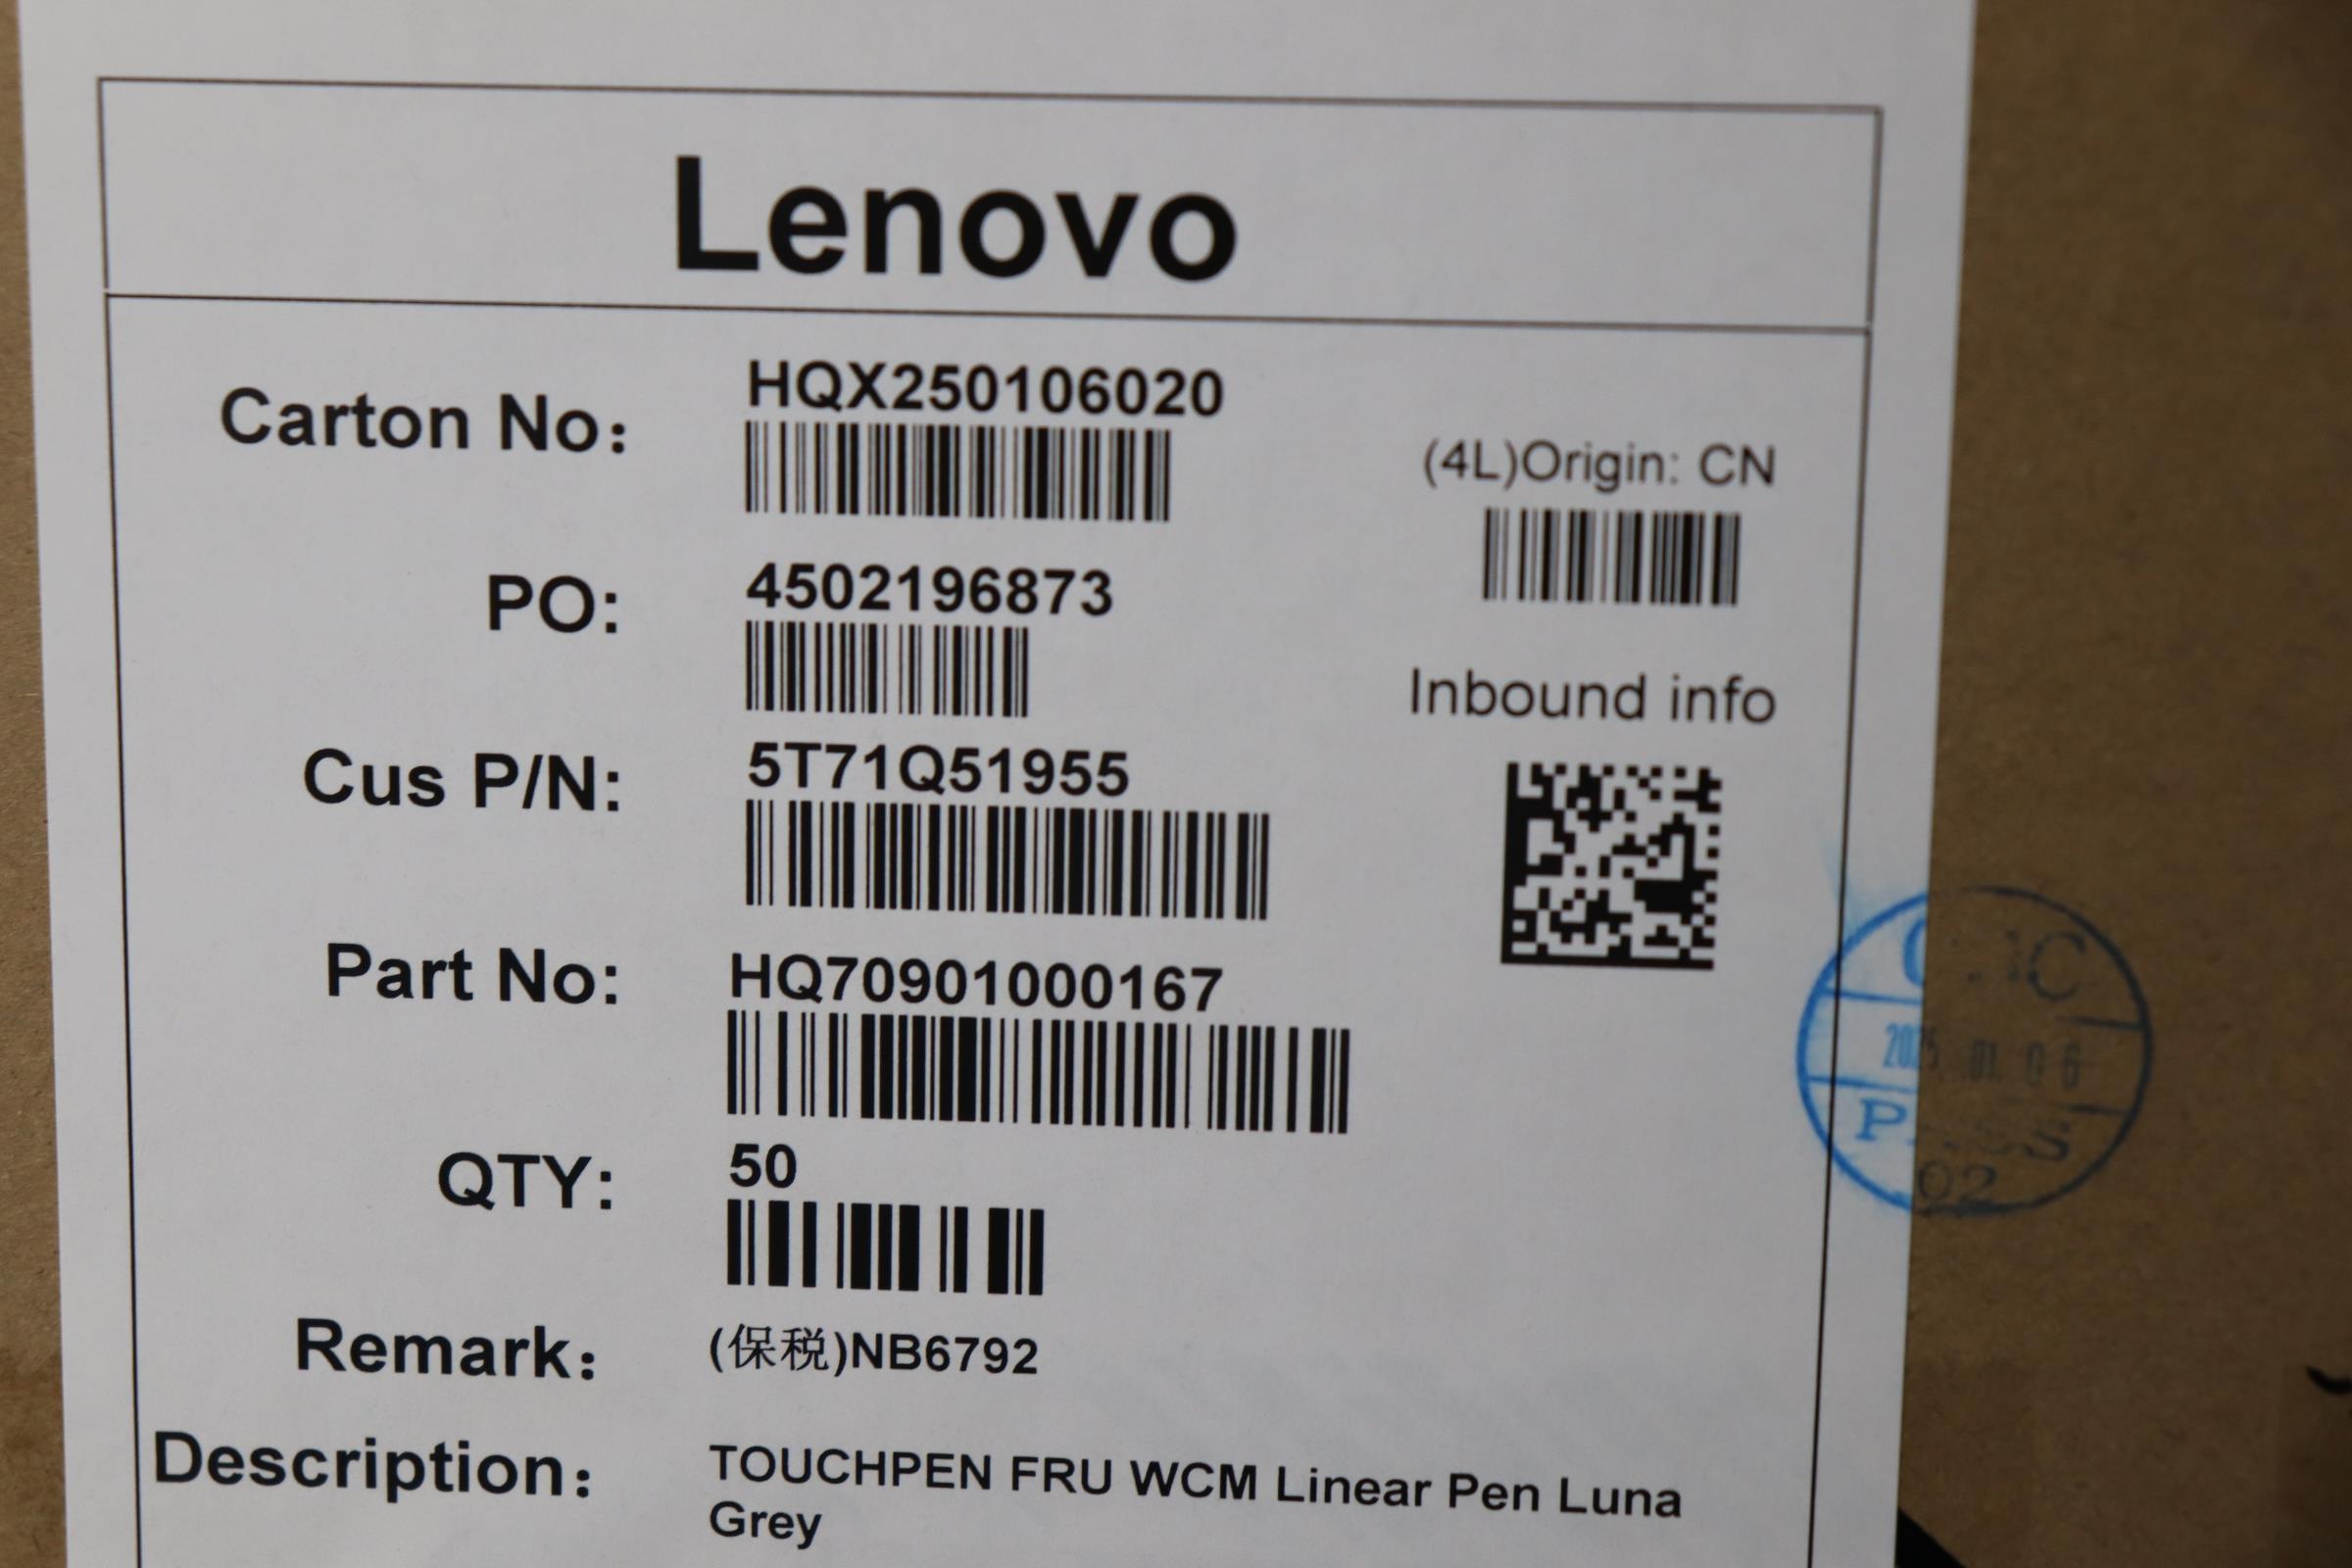 Lenovo
Carton No: HQX250106020
(4L)Origin: CN
PO: 4502196873
Inbound info
Cus P/N: 5T71Q51955
Part No: HQ70901000167
QTY: 50
Remark: (保税)NB6792
Description: TOUCHPEN FRU WCM Linear Pen Luna
Grey
02